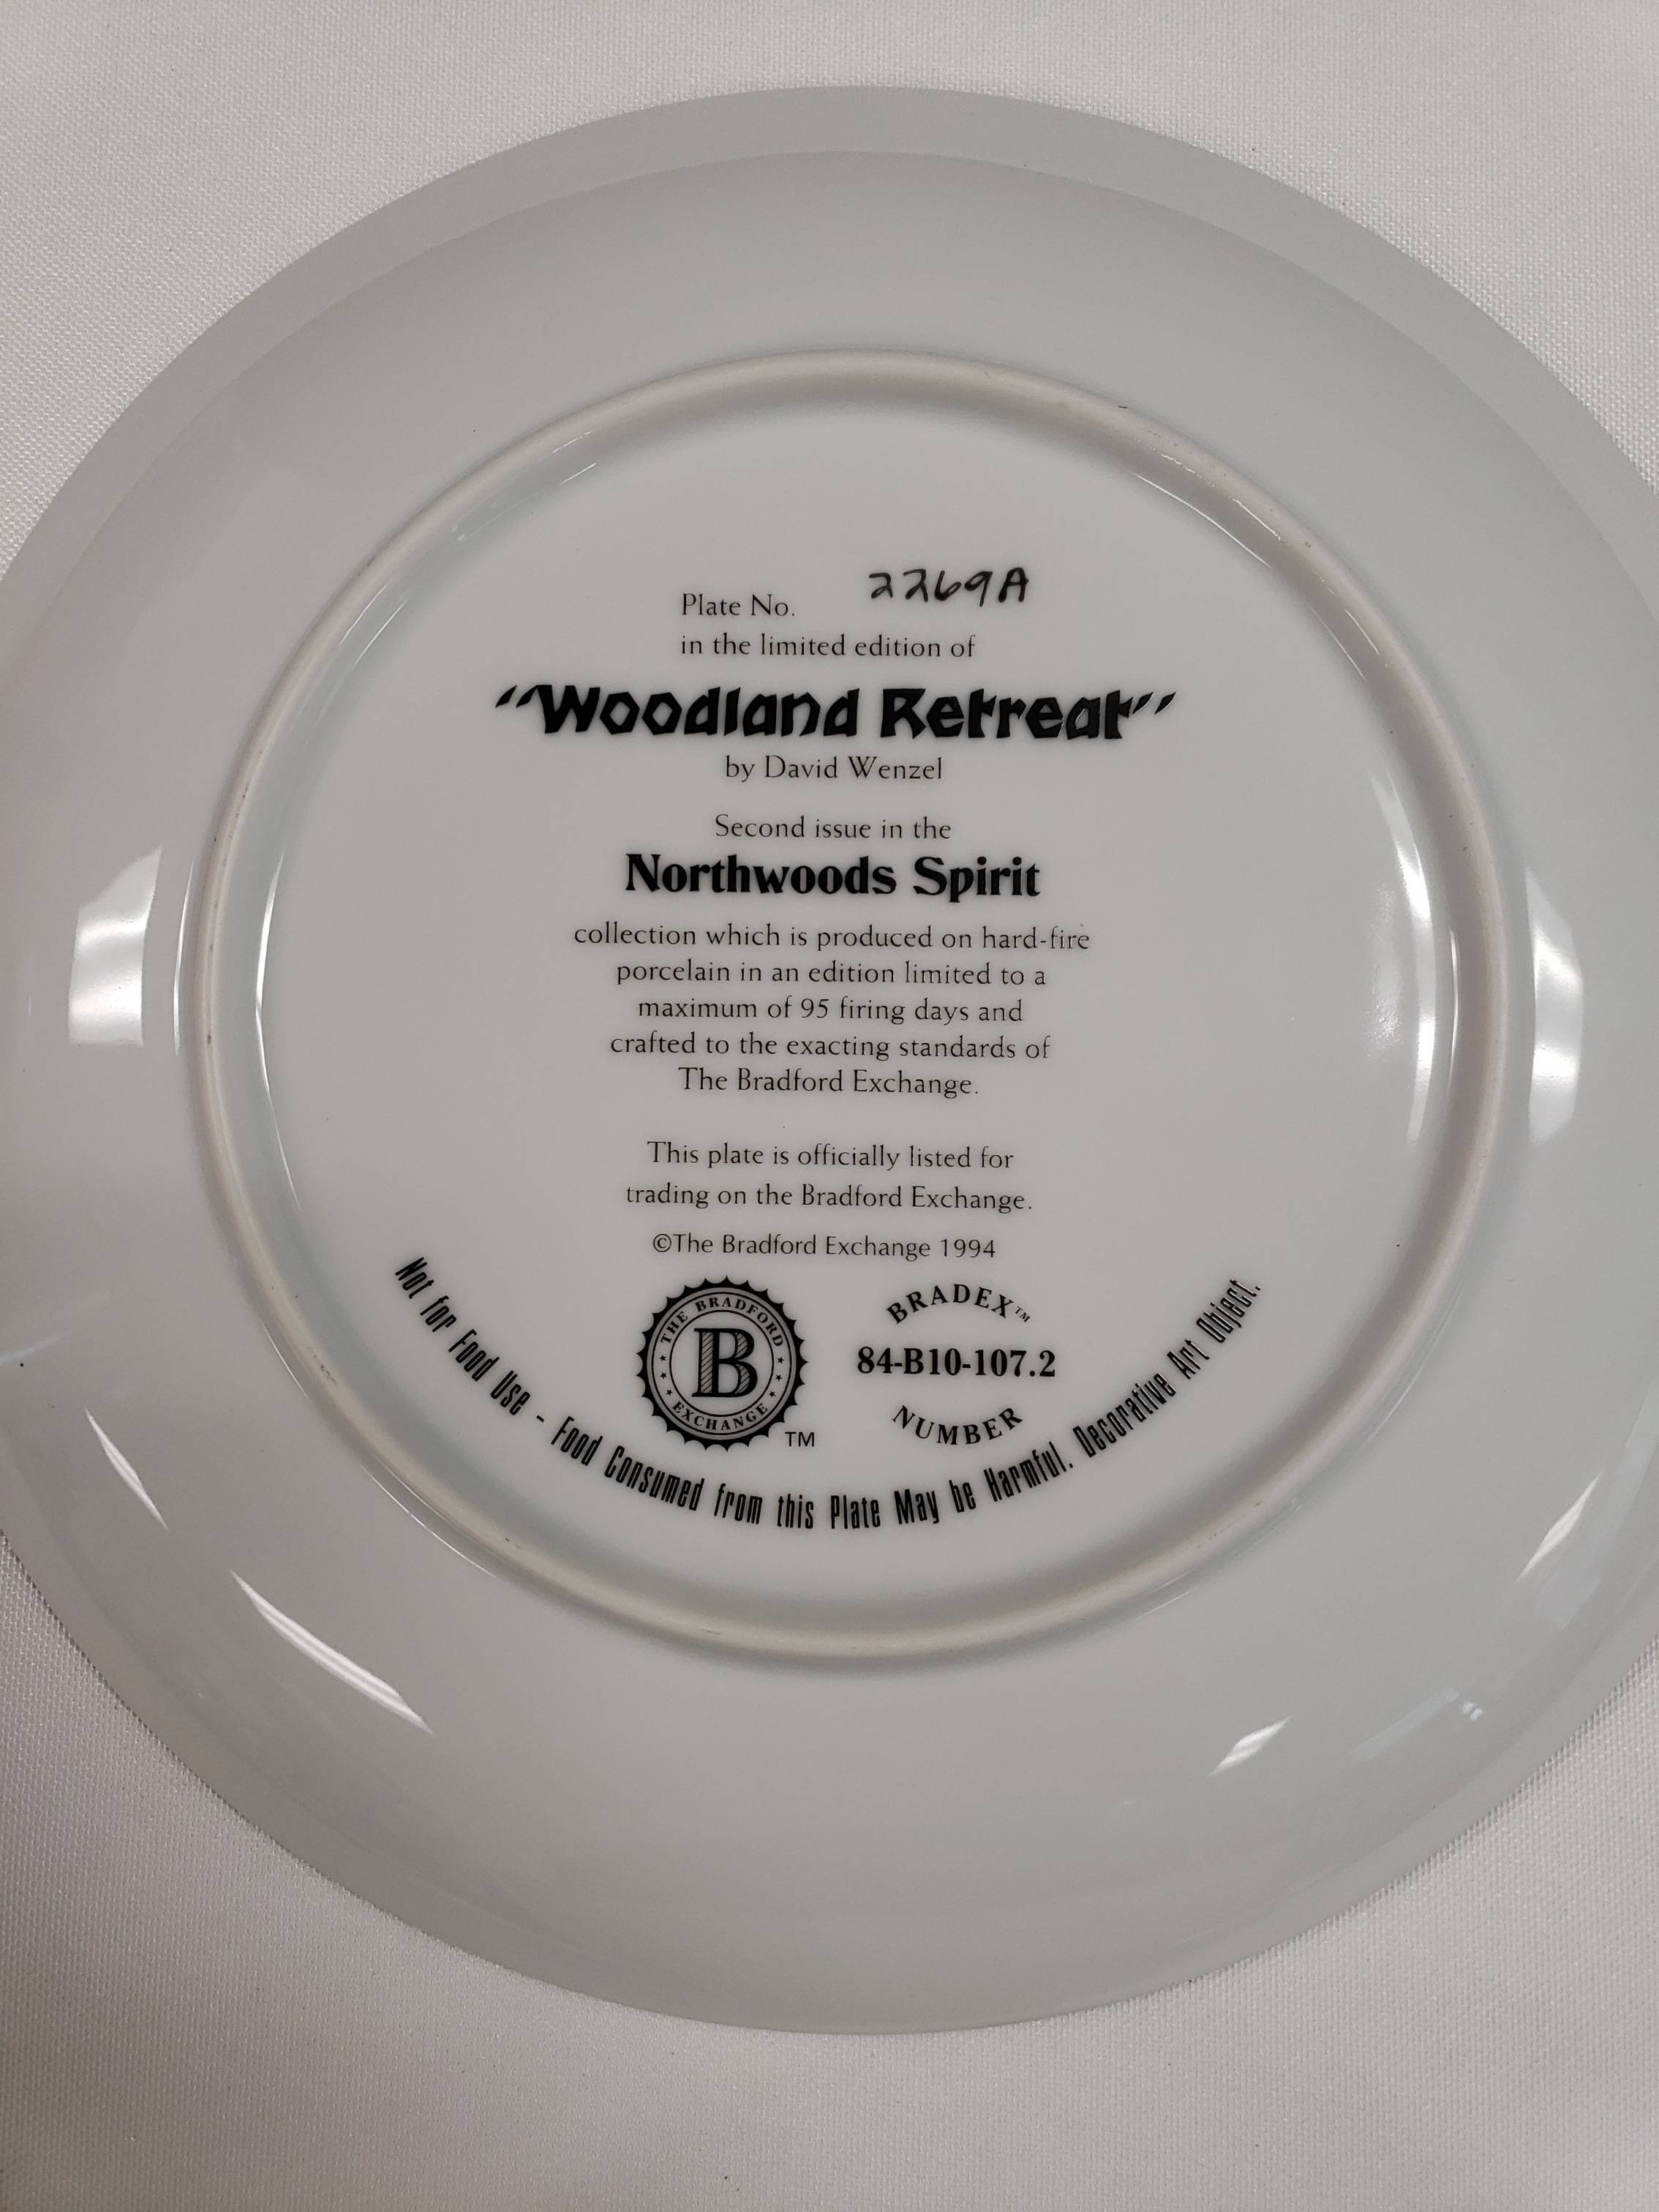 Plate No. 2269A
in the limited edition of
"Woodland Retreat"
by David Wenzel
Second issue in the
Northwoods Spirit
collection which is produced on hard-fire
porcelain in an edition limited to a
maximum of 95 firing days and
crafted to the exacting standards of
The Bradford Exchange.
This plate is officially listed for
trading on the Bradford Exchange.
©The Bradford Exchange 1994
THE BRADFORD
B
EXCHANGE
TM
BRADEX™
84-B10-107.2
NUMBER
Not for Food Use - Food Consumed from this Plate May be Harmful. Decorative Art Object.